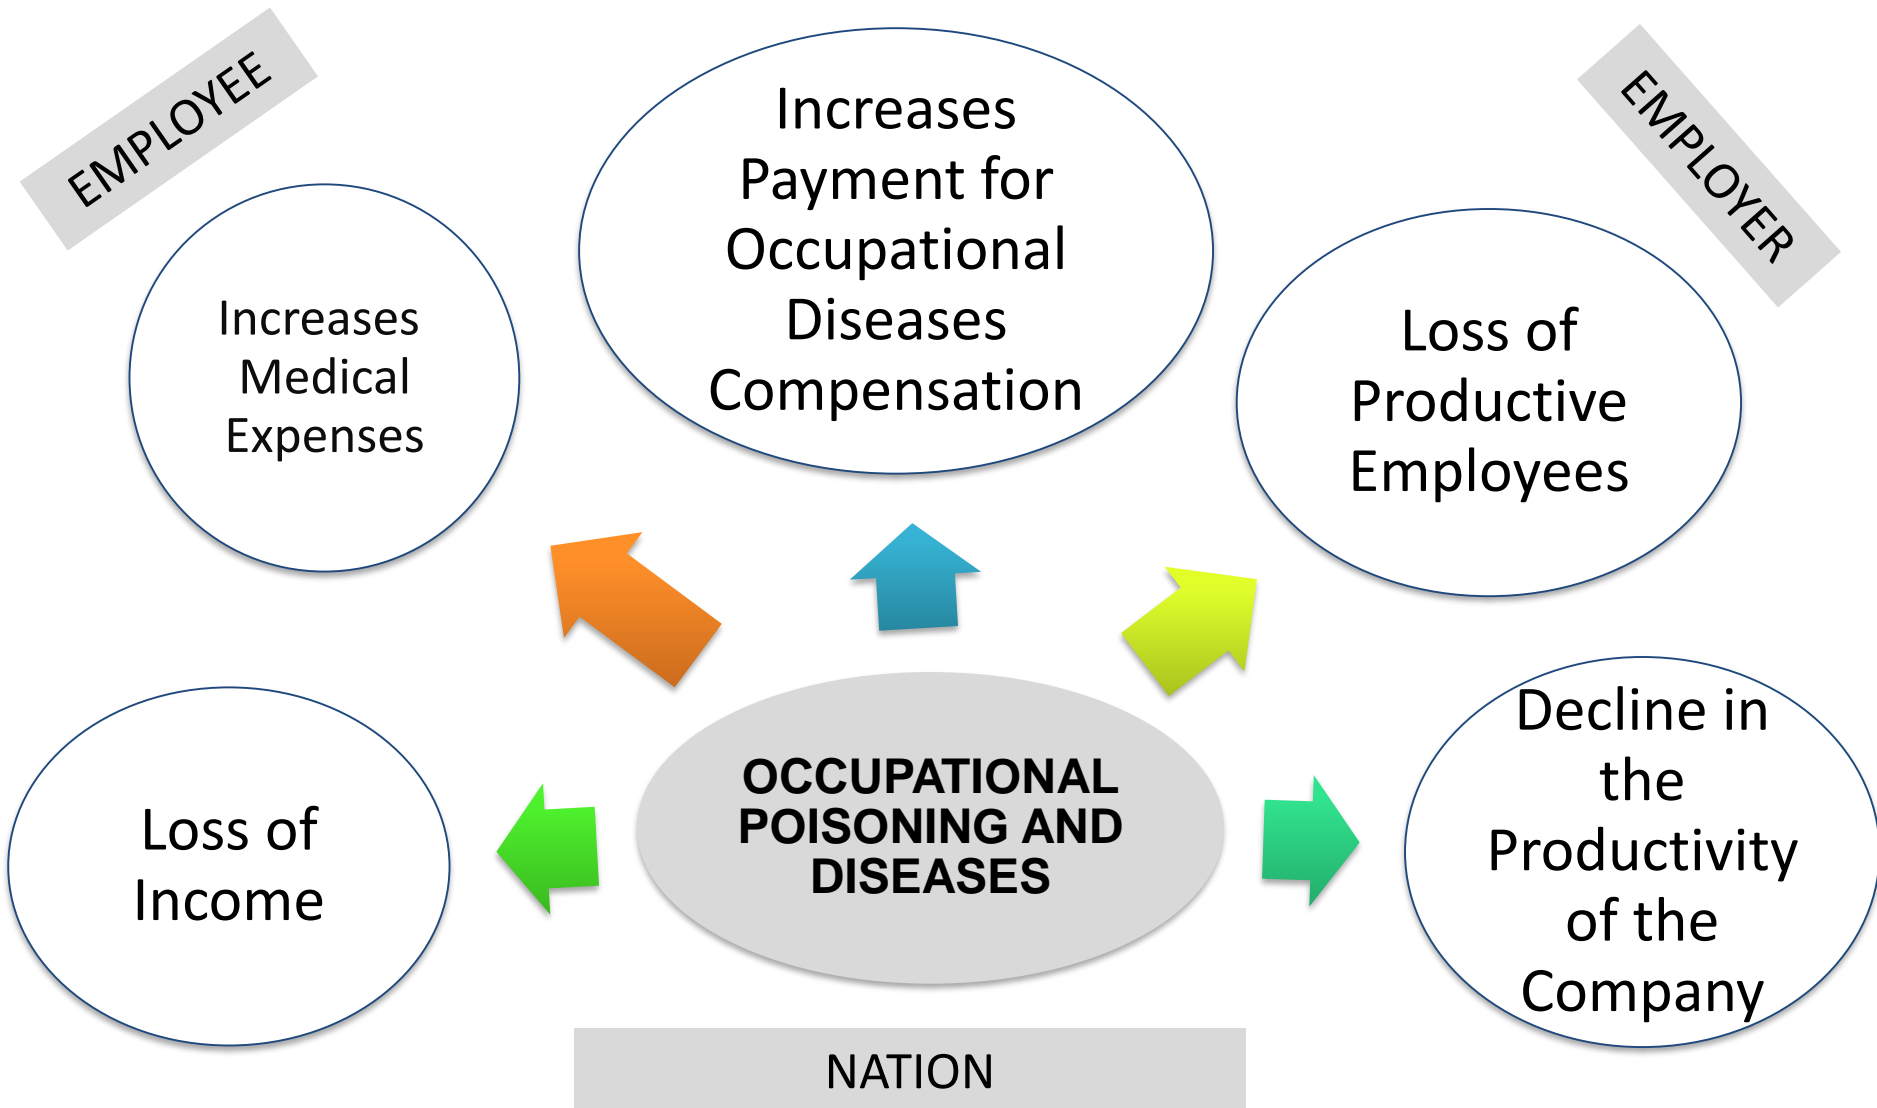 EMPLOYEE
Increases
Payment for
Occupational
Diseases
Compensation
EMPLOYER
Increases
Medical
Expenses
Loss of
Productive
Employees
Loss of
Income
OCCUPATIONAL
POISONING AND
DISEASES
Decline in
the
Productivity
of the
Company
NATION